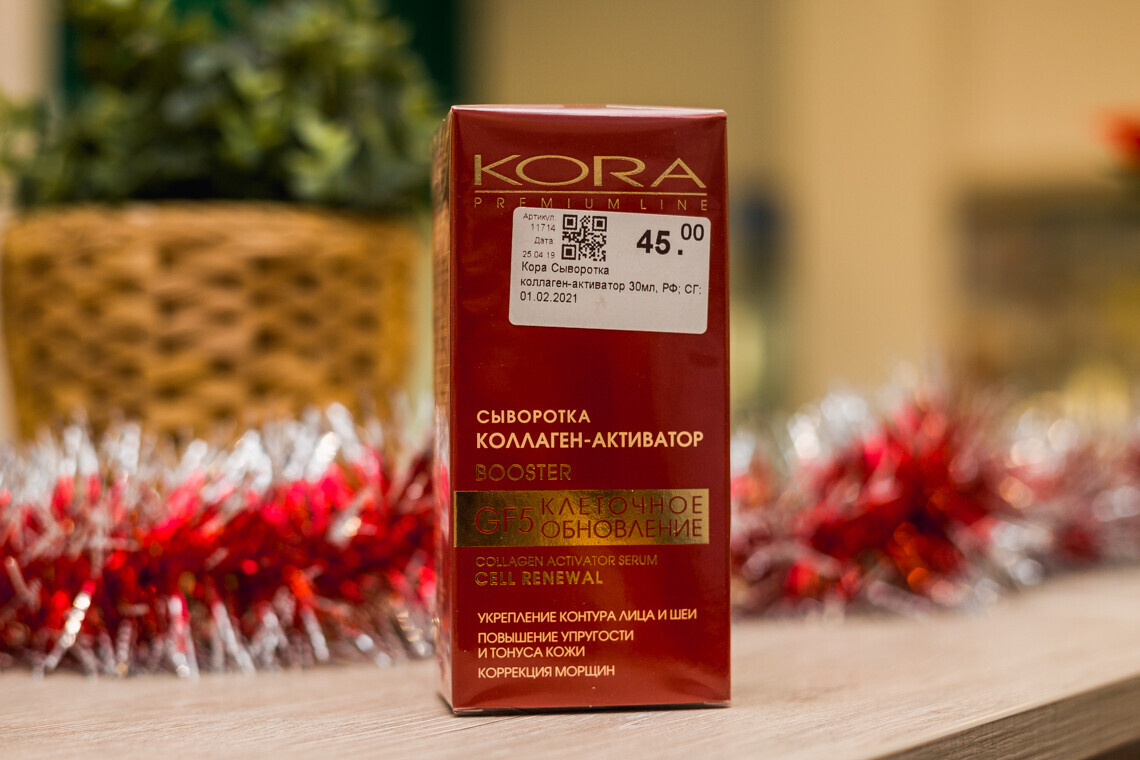 KORA
PREMIUM LINE
Артикул:
11714
Дата:
25.04.19
45.00
Кора Сыворотка
коллаген-активатор 30мл, РФ; СГ:
01.02.2021
СЫВОРОТКА
КОЛЛАГЕН-АКТИВАТОР
BOOSTER
GF5 КЛЕТОЧНОЕ
ОБНОВЛЕНИЕ
COLLAGEN ACTIVATOR SERUM
CELL RENEWAL
УКРЕПЛЕНИЕ КОНТУРА ЛИЦА И ШЕИ
ПОВЫШЕНИЕ УПРУГОСТИ
И ТОНУСА КОЖИ
КОРРЕКЦИЯ МОРЩИН